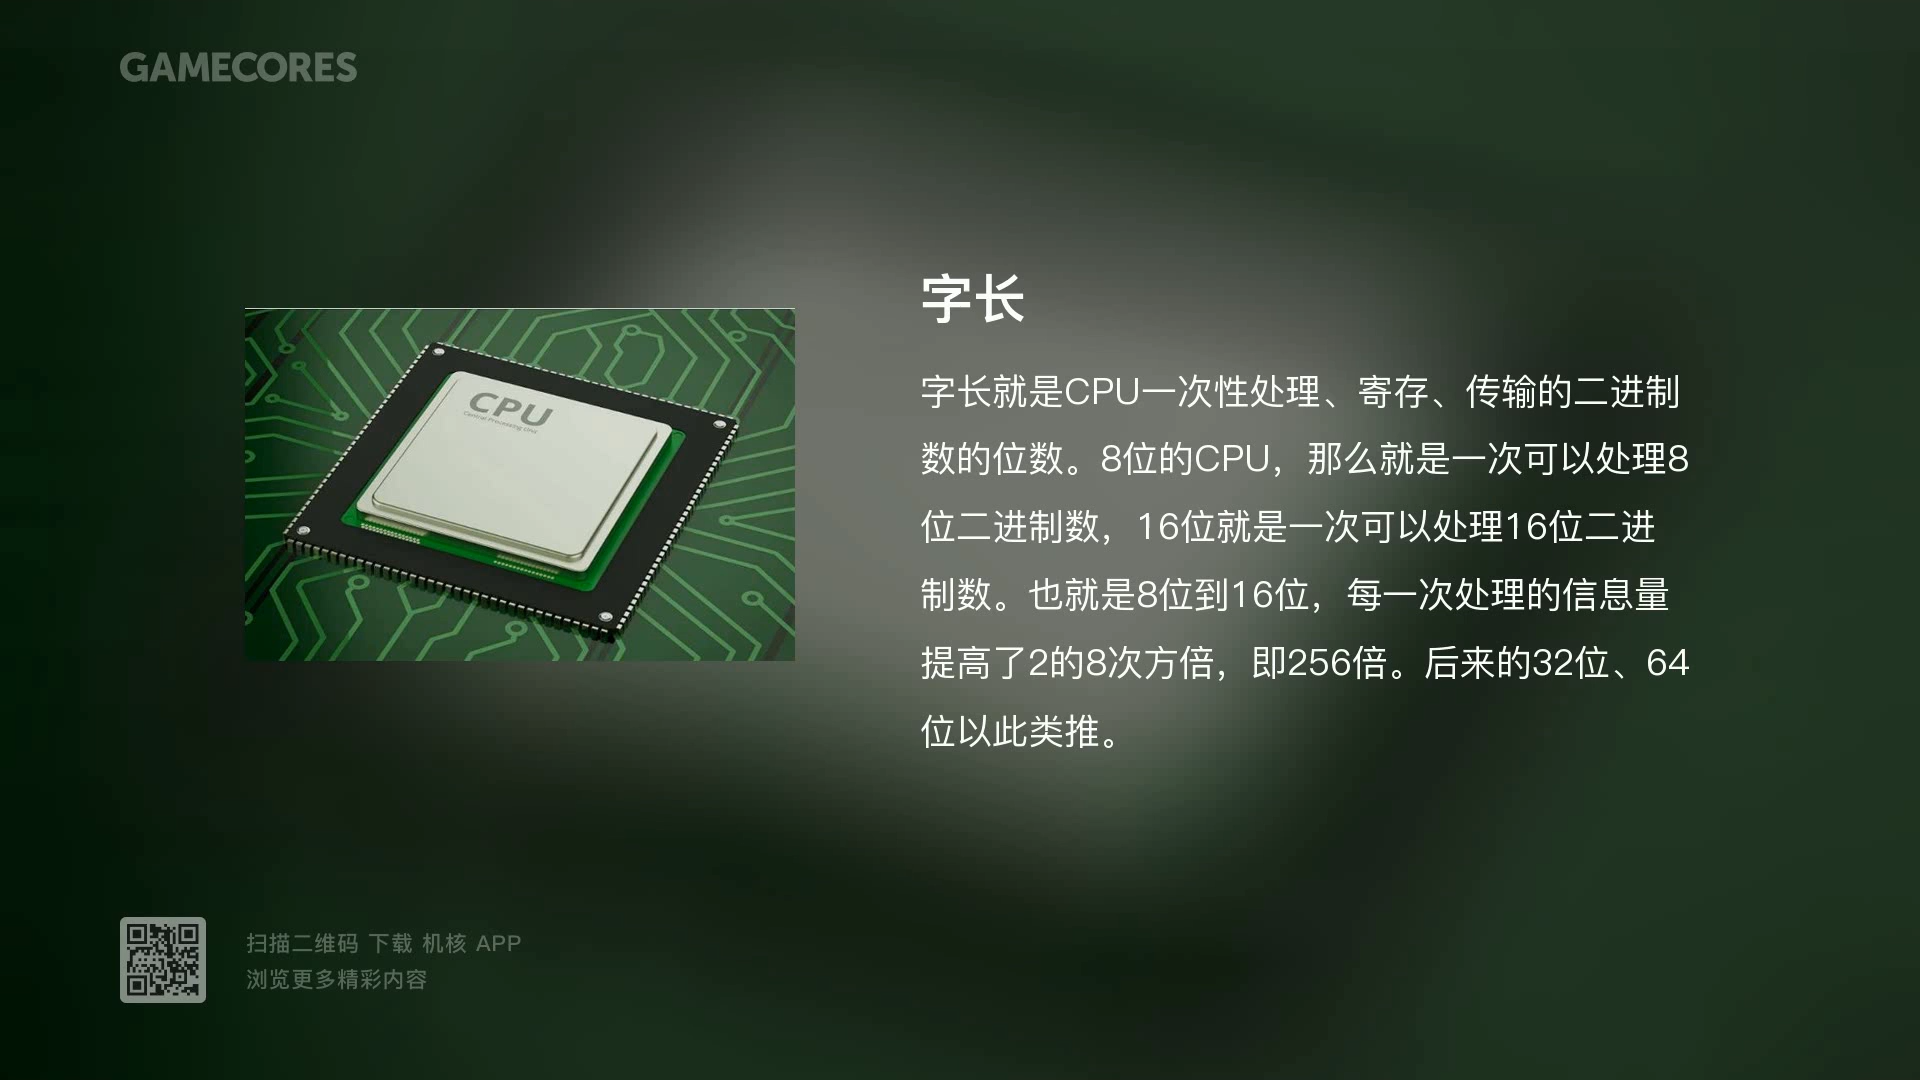 GAMECORES
字长
CPU
Central Processing Unit
字长就是CPU一次性处理、寄存、传输的二进制
数的位数。8位的CPU，那么就是一次可以处理8
位二进制数，16位就是一次可以处理16位二进
制数。也就是8位到16位，每一次处理的信息量
提高了2的8次方倍，即256倍。后来的32位、64
位以此类推。
扫描二维码 下载 机核 APP
浏览更多精彩内容